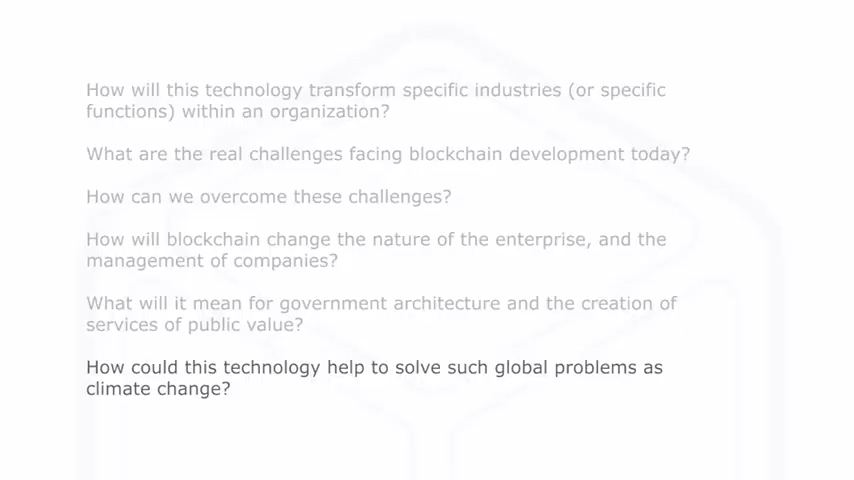 How will this technology transform specific industries (or specific
functions) within an organization?
What are the real challenges facing blockchain development today?
How can we overcome these challenges?
How will blockchain change the nature of the enterprise, and the
management of companies?
What will it mean for government architecture and the creation of
services of public value?
How could this technology help to solve such global problems as
climate change?